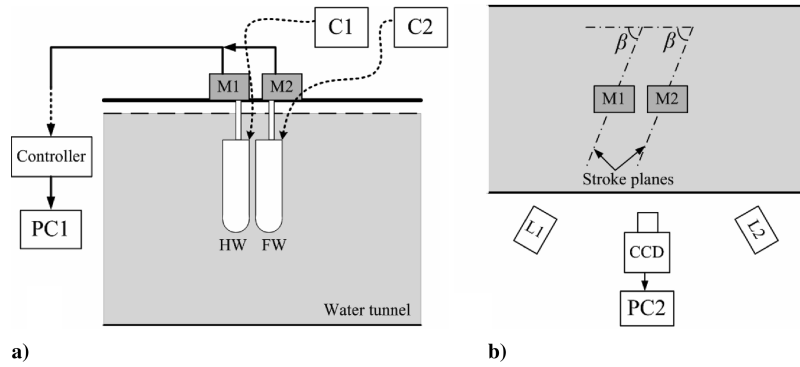 C1
C2
M1
M2
Controller
PC1
HW
FW
Water tunnel
a)
β
β
M1
M2
Stroke planes
L1
L2
CCD
PC2
b)